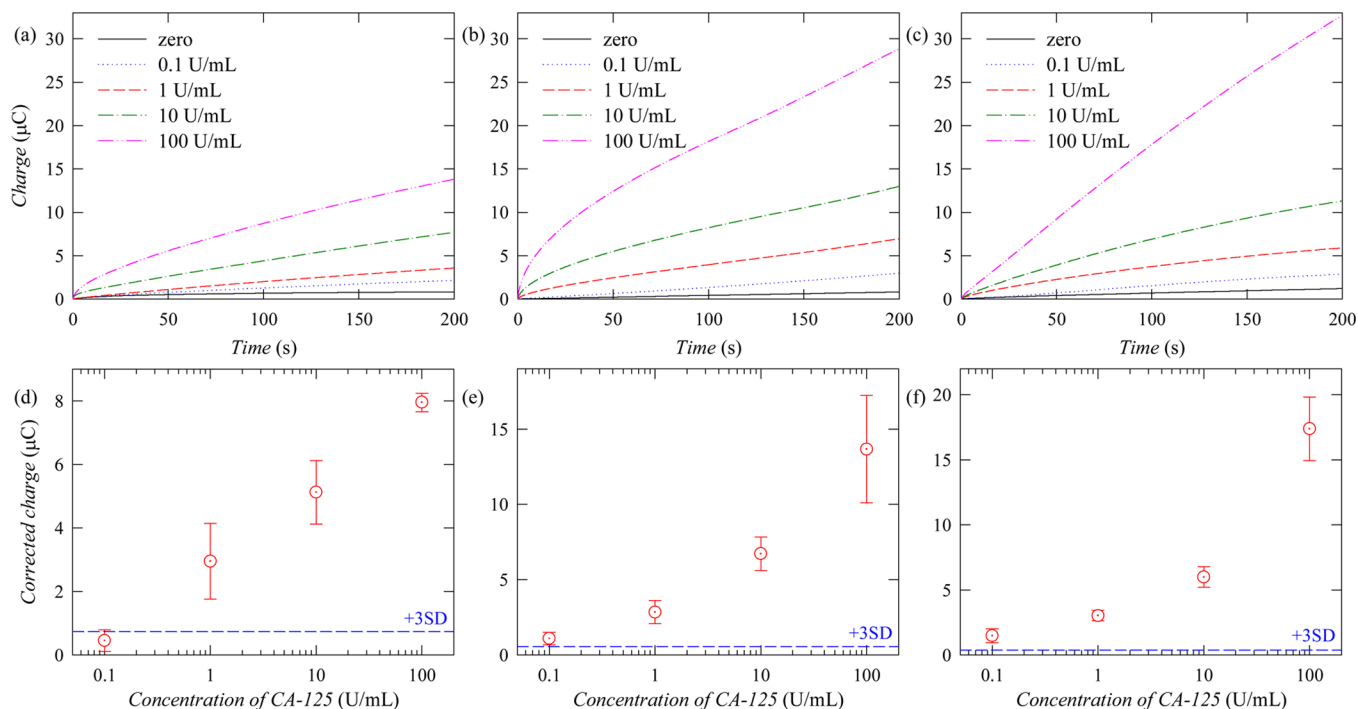 (a)
zero
0.1 U/mL
1 U/mL
10 U/mL
100 U/mL
30
25
20
15
10
5
0
Charge (μC)
0 50 100 150 200
Time (s)
(b)
zero
0.1 U/mL
1 U/mL
10 U/mL
100 U/mL
30
25
20
15
10
5
0
0 50 100 150 200
Time (s)
(c)
zero
0.1 U/mL
1 U/mL
10 U/mL
100 U/mL
30
25
20
15
10
5
0
0 50 100 150 200
Time (s)
(d)
8
6
4
2
0
Corrected charge (μC)
+3SD
0.1 1 10 100
Concentration of CA-125 (U/mL)
(e)
15
10
5
0
+3SD
0.1 1 10 100
Concentration of CA-125 (U/mL)
(f)
20
15
10
5
0
+3SD
0.1 1 10 100
Concentration of CA-125 (U/mL)